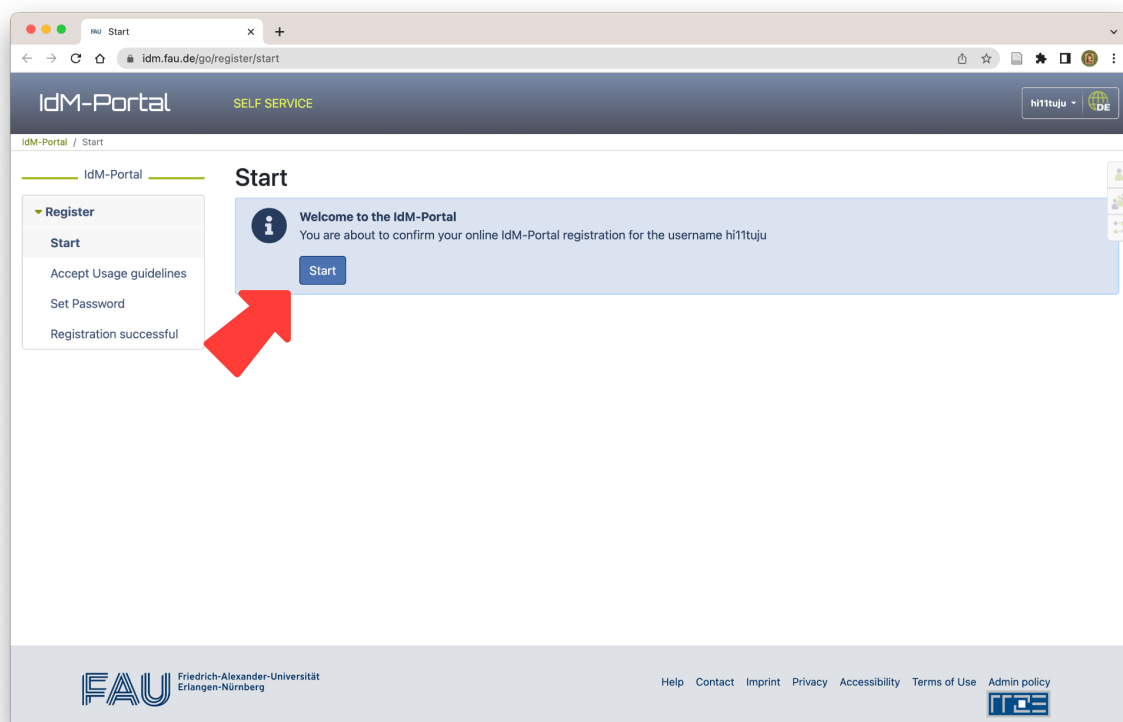 FAU Start
idm.fau.de/go/register/start
IdM-Portal
SELF SERVICE
hi11tuju
DE
IdM-Portal / Start
IdM-Portal
Start
Register
Welcome to the IdM-Portal
You are about to confirm your online IdM-Portal registration for the username hi11tuju
Start
Start
Accept Usage guidelines
Set Password
Registration successful
FAU
Friedrich-Alexander-Universität
Erlangen-Nürnberg
Help Contact Imprint Privacy Accessibility Terms of Use Admin policy
rrze